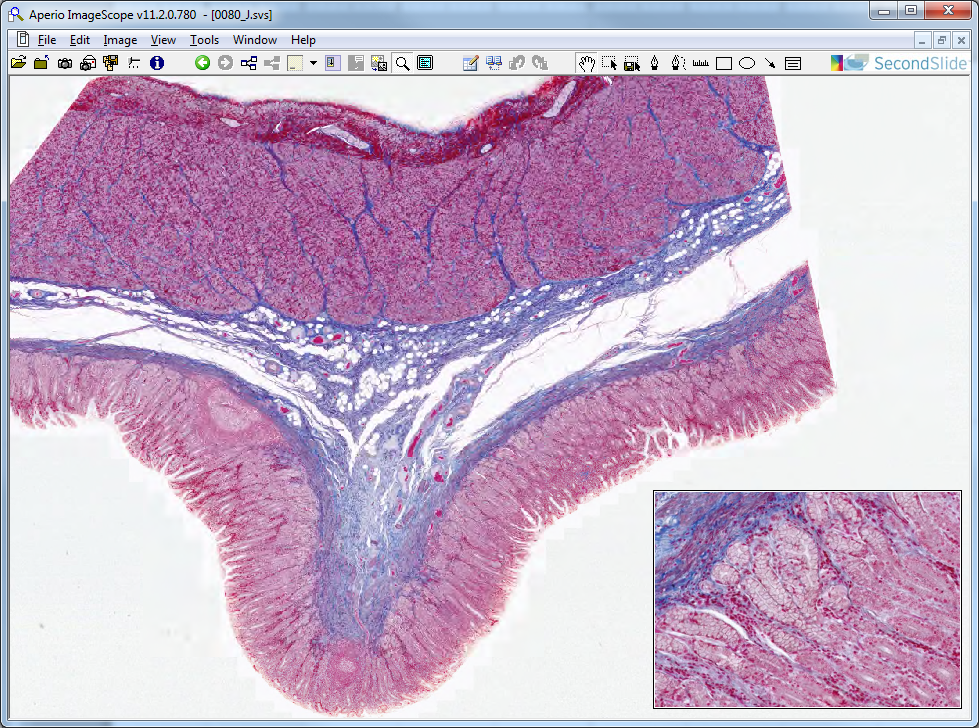 Aperio ImageScope v11.2.0.780 - [0080_J.svs]
File Edit Image View Tools Window Help
SecondSlide